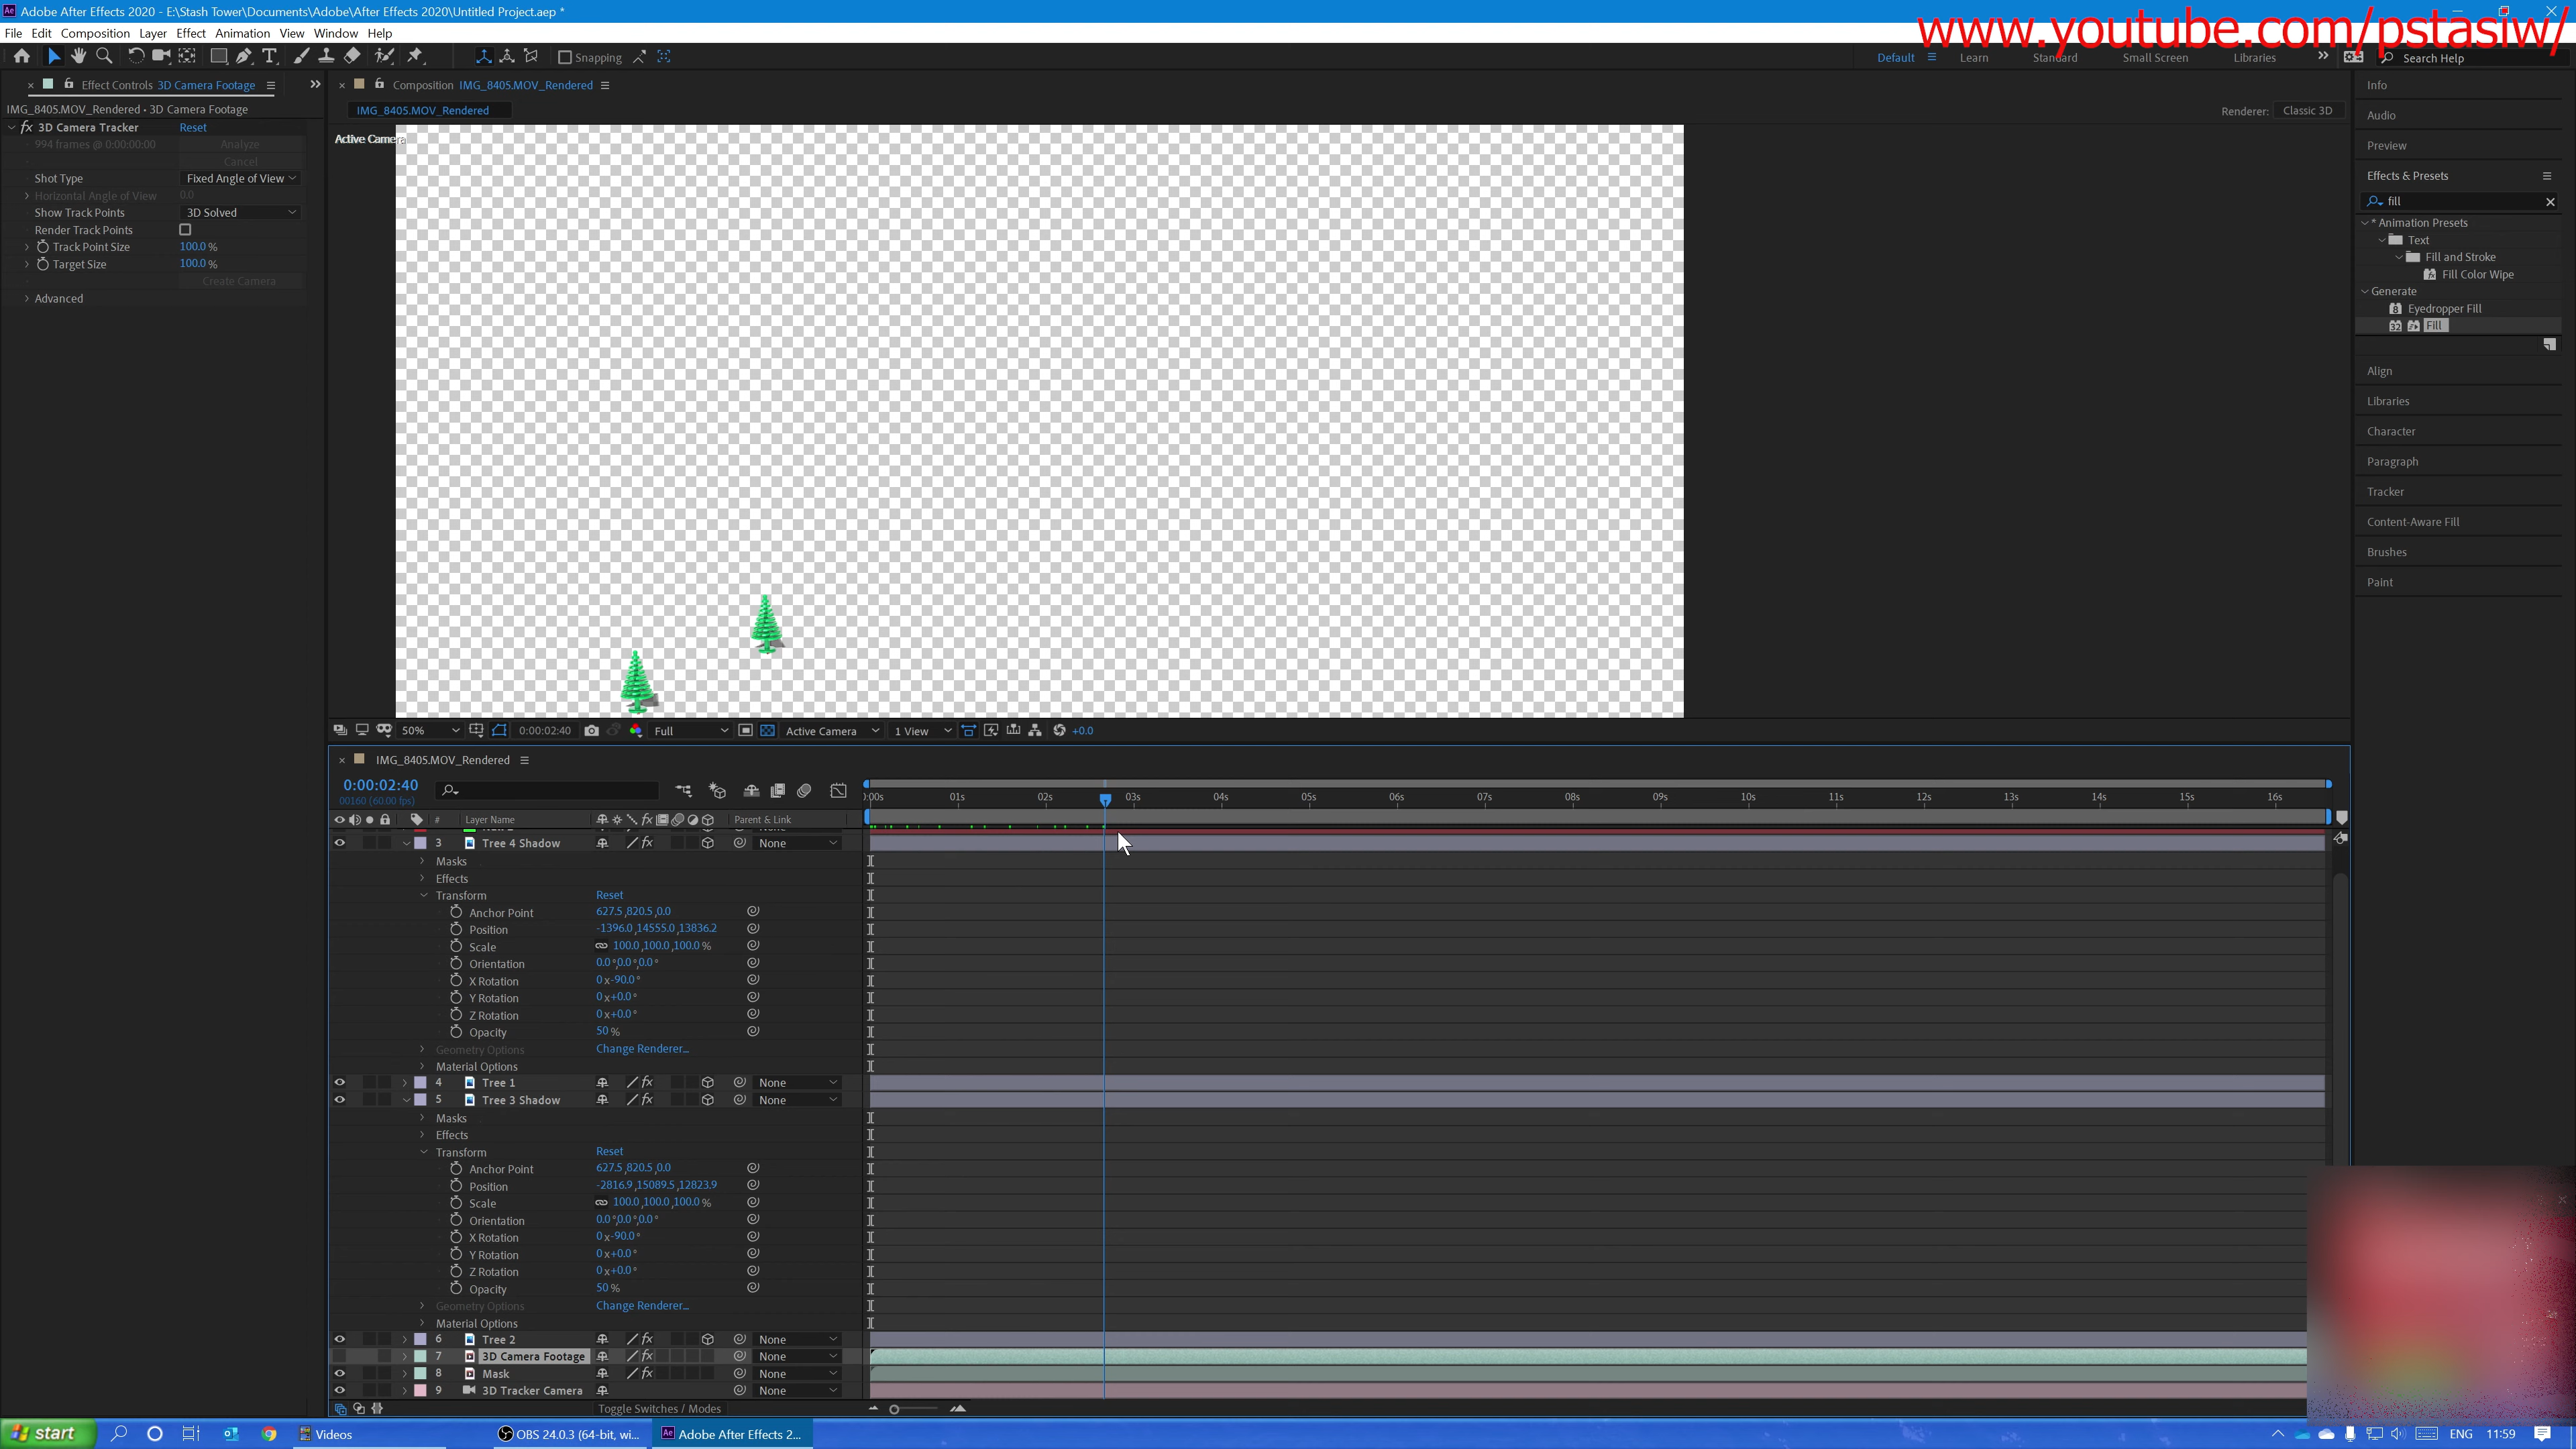 Adobe After Effects 2020 - E:\Stash Tower\Documents\Adobe\After Effects 2020\Untitled Project.aep *
www.youtube.com/pstasiw/
File Edit Composition Layer Effect Animation View Window Help
Snapping
Default Learn Standard Small Screen Libraries Search Help
Effect Controls 3D Camera Footage
IMG_8405.MOV_Rendered • 3D Camera Footage
fx 3D Camera Tracker Reset
994 frames @ 0:00:00:00 Analyze
Cancel
Shot Type Fixed Angle of View
Horizontal Angle of View 0.0
Show Track Points 3D Solved
Render Track Points
Track Point Size 100.0 %
Target Size 100.0 %
Create Camera
Advanced
Composition IMG_8405.MOV_Rendered
IMG_8405.MOV_Rendered
Renderer: Classic 3D
Active Camera
50% 0:00:02:40 Full Active Camera 1 View +0.0
Info
Audio
Preview
Effects & Presets
fill
* Animation Presets
Text
Fill and Stroke
Fill Color Wipe
Generate
Eyedropper Fill
Fill
Align
Libraries
Character
Paragraph
Tracker
Content-Aware Fill
Brushes
Paint
IMG_8405.MOV_Rendered
0:00:02:40
00160 (60.00 fps)
:00s 01s 02s 03s 04s 05s 06s 07s 08s 09s 10s 11s 12s 13s 14s 15s 16s
# Layer Name fx Parent & Link
3 Tree 4 Shadow fx None
Masks
Effects
Transform Reset
Anchor Point 627.5,820.5,0.0
Position -1396.0,14555.0,13836.2
Scale 100.0,100.0,100.0 %
Orientation 0.0°,0.0°,0.0°
X Rotation 0x-90.0°
Y Rotation 0x+0.0°
Z Rotation 0x+0.0°
Opacity 50 %
Geometry Options Change Renderer...
Material Options
4 Tree 1 fx None
5 Tree 3 Shadow fx None
Masks
Effects
Transform Reset
Anchor Point 627.5,820.5,0.0
Position -2816.9,15089.5,12823.9
Scale 100.0,100.0,100.0 %
Orientation 0.0°,0.0°,0.0°
X Rotation 0x-90.0°
Y Rotation 0x+0.0°
Z Rotation 0x+0.0°
Opacity 50 %
Geometry Options Change Renderer...
Material Options
6 Tree 2 fx None
7 3D Camera Footage fx None
8 Mask fx None
9 3D Tracker Camera None
Toggle Switches / Modes
start Videos OBS 24.0.3 (64-bit, wi... Adobe After Effects 2... ENG 11:59